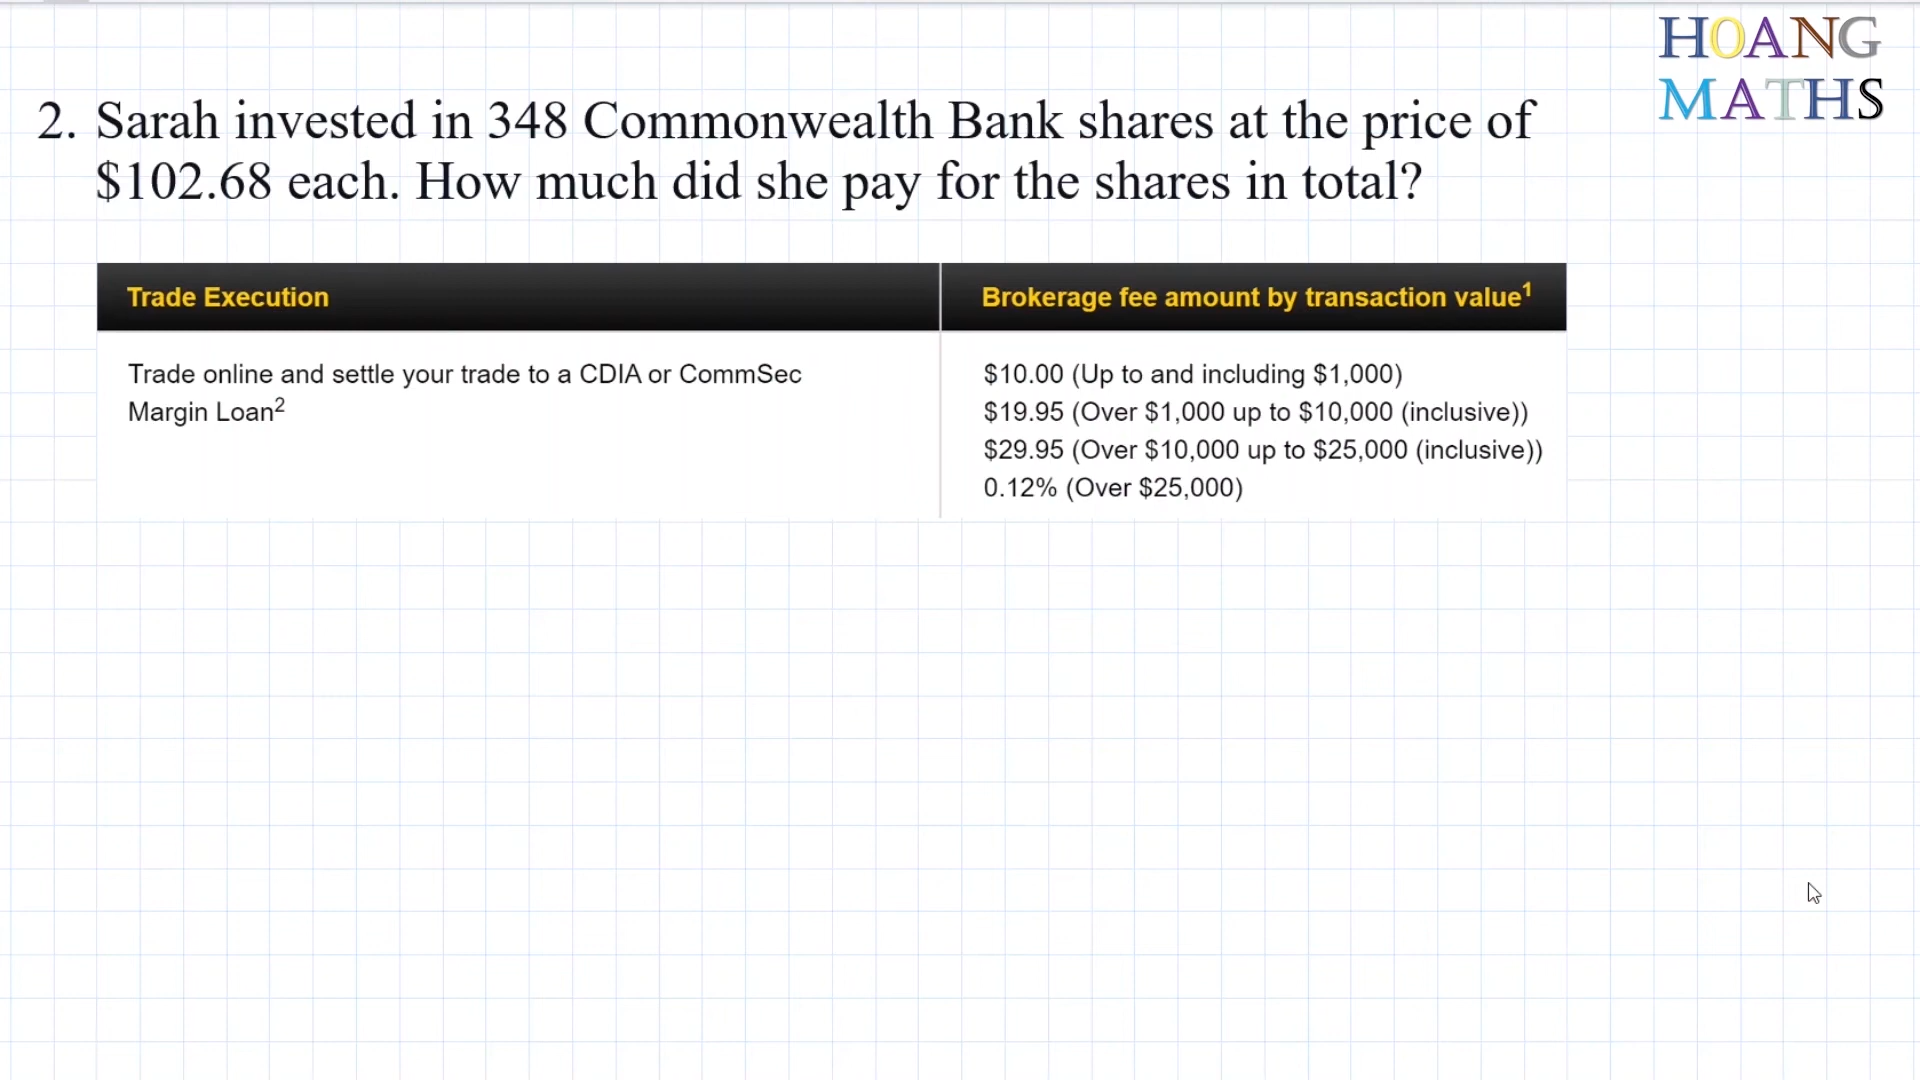 HOANG
MATHS
2. Sarah invested in 348 Commonwealth Bank shares at the price of
$102.68 each. How much did she pay for the shares in total?
Trade Execution
Brokerage fee amount by transaction value¹
Trade online and settle your trade to a CDIA or CommSec
Margin Loan²
$10.00 (Up to and including $1,000)
$19.95 (Over $1,000 up to $10,000 (inclusive))
$29.95 (Over $10,000 up to $25,000 (inclusive))
0.12% (Over $25,000)